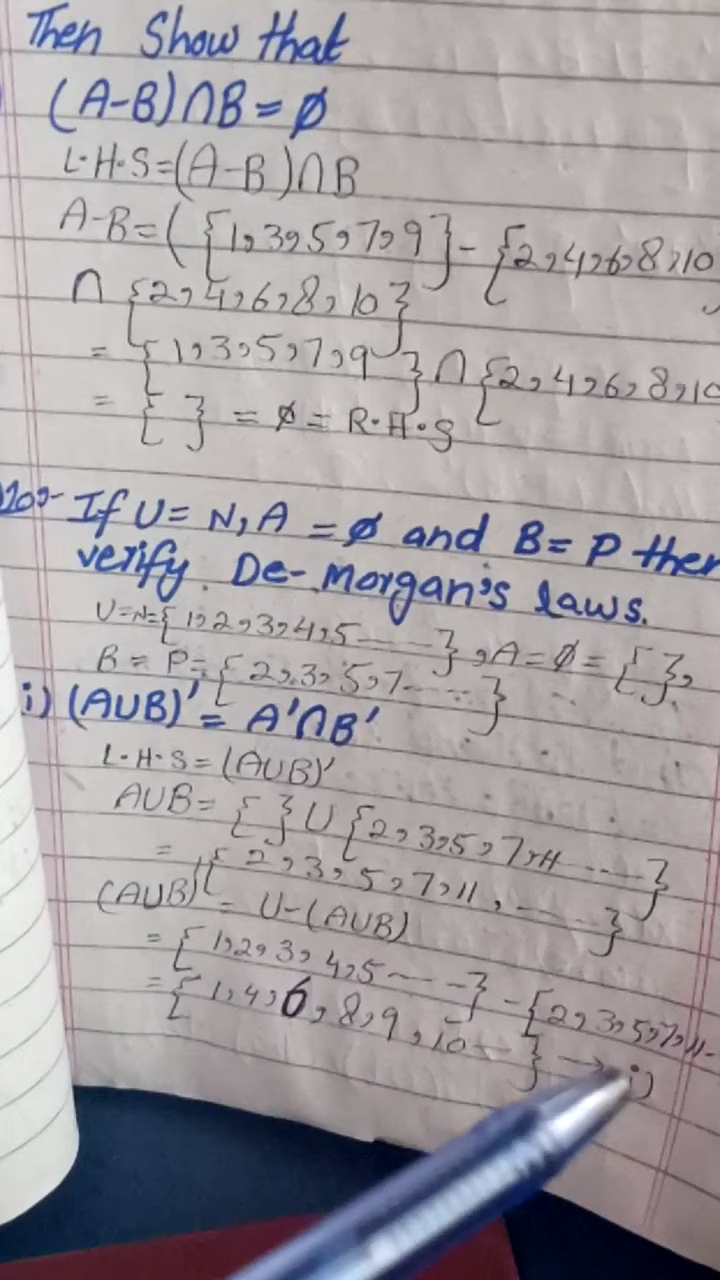 Then Show that
(A-B)∩B=∅
L·H·S=(A-B)∩B
A-B=({1,3,5,7,9}-{2,4,6,8,10
∩ {2,4,6,8,10}
= {1,3,5,7,9}∩{2,4,6,8,10
= { } = ∅ = R·H·S
If U= N, A = ∅ and B= P then
verify De-Morgan's laws.
U=N={1,2,3,4,5------}, A=∅={ },
B = P={2,3,5,7-----}
i) (AUB)' = A'∩B'
L·H·S=(AUB)'
AUB= { }U{2,3,5,7,11 .....}
= {2,3,5,7,11,......}
(AUB)' = U-(AUB)
= {1,2,3,4,5-----}-{2,3,5,7,11-
= {1,4,6,8,9,10---} → i)